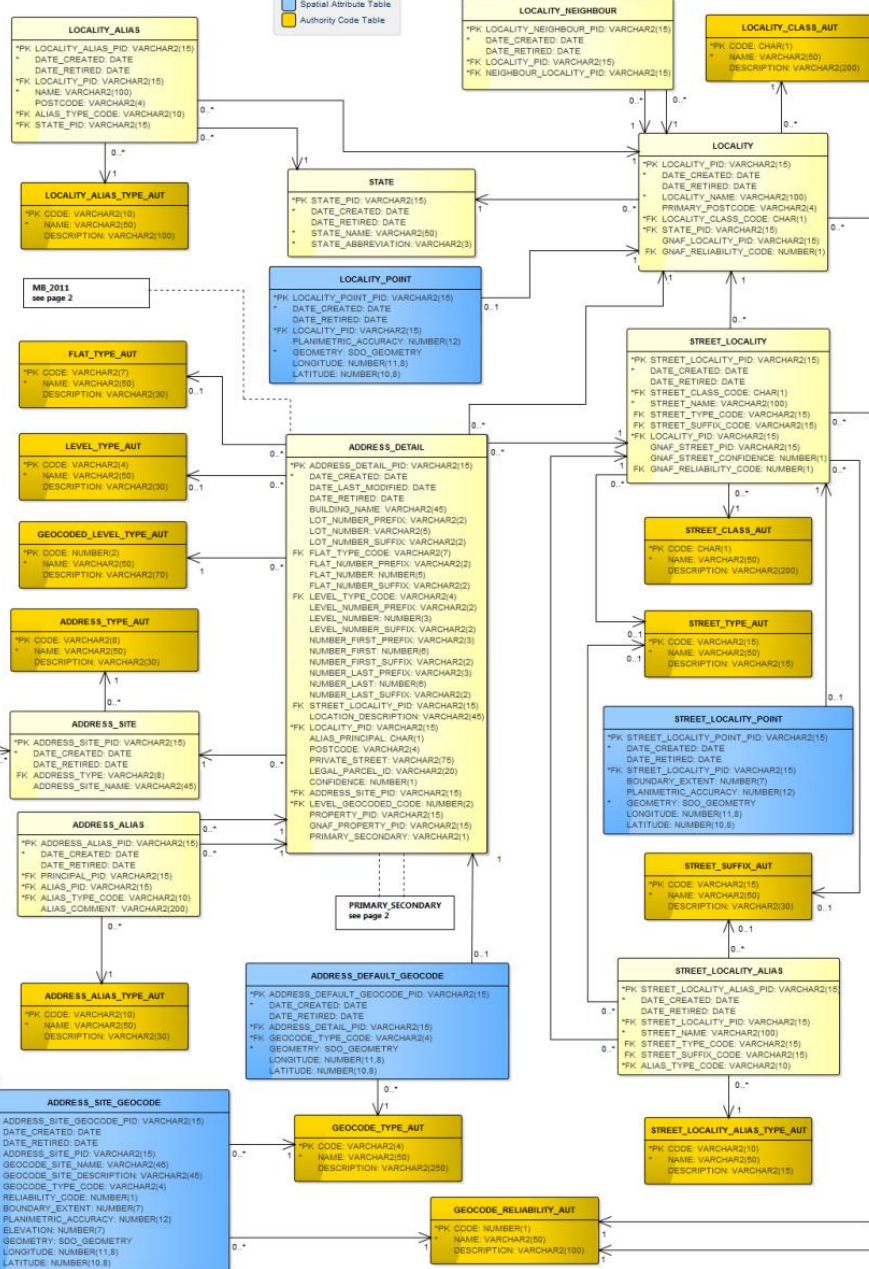 Spatial Attribute Table
Authority Code Table
LOCALITY_ALIAS
*PK LOCALITY_ALIAS_PID: VARCHAR2(15)
* DATE_CREATED: DATE
DATE_RETIRED: DATE
*FK LOCALITY_PID: VARCHAR2(15)
* NAME: VARCHAR2(100)
POSTCODE: VARCHAR2(4)
*FK ALIAS_TYPE_CODE: VARCHAR2(10)
*FK STATE_PID: VARCHAR2(15)
LOCALITY_NEIGHBOUR
*PK LOCALITY_NEIGHBOUR_PID: VARCHAR2(15)
* DATE_CREATED: DATE
DATE_RETIRED: DATE
*FK LOCALITY_PID: VARCHAR2(15)
*FK NEIGHBOUR_LOCALITY_PID: VARCHAR2(15)
LOCALITY_CLASS_AUT
*PK CODE: CHAR(1)
* NAME: VARCHAR2(50)
DESCRIPTION: VARCHAR2(200)
LOCALITY_ALIAS_TYPE_AUT
*PK CODE: VARCHAR2(10)
* NAME: VARCHAR2(50)
DESCRIPTION: VARCHAR2(100)
STATE
*PK STATE_PID: VARCHAR2(15)
* DATE_CREATED: DATE
DATE_RETIRED: DATE
* STATE_NAME: VARCHAR2(50)
* STATE_ABBREVIATION: VARCHAR2(3)
LOCALITY
*PK LOCALITY_PID: VARCHAR2(15)
* DATE_CREATED: DATE
DATE_RETIRED: DATE
* LOCALITY_NAME: VARCHAR2(100)
PRIMARY_POSTCODE: VARCHAR2(4)
*FK LOCALITY_CLASS_CODE: CHAR(1)
*FK STATE_PID: VARCHAR2(15)
GNAF_LOCALITY_PID: VARCHAR2(15)
FK GNAF_RELIABILITY_CODE: NUMBER(1)
MB_2011
see page 2
LOCALITY_POINT
*PK LOCALITY_POINT_PID: VARCHAR2(15)
* DATE_CREATED: DATE
DATE_RETIRED: DATE
*FK LOCALITY_PID: VARCHAR2(15)
PLANIMETRIC_ACCURACY: NUMBER(12)
* GEOMETRY: SDO_GEOMETRY
LONGITUDE: NUMBER(11,8)
LATITUDE: NUMBER(10,8)
FLAT_TYPE_AUT
*PK CODE: VARCHAR2(7)
* NAME: VARCHAR2(50)
DESCRIPTION: VARCHAR2(30)
LEVEL_TYPE_AUT
*PK CODE: VARCHAR2(4)
* NAME: VARCHAR2(50)
DESCRIPTION: VARCHAR2(30)
GEOCODED_LEVEL_TYPE_AUT
*PK CODE: NUMBER(2)
* NAME: VARCHAR2(50)
DESCRIPTION: VARCHAR2(70)
ADDRESS_TYPE_AUT
*PK CODE: VARCHAR2(8)
* NAME: VARCHAR2(50)
DESCRIPTION: VARCHAR2(30)
ADDRESS_SITE
*PK ADDRESS_SITE_PID: VARCHAR2(15)
* DATE_CREATED: DATE
DATE_RETIRED: DATE
FK ADDRESS_TYPE: VARCHAR2(8)
ADDRESS_SITE_NAME: VARCHAR2(45)
ADDRESS_ALIAS
*PK ADDRESS_ALIAS_PID: VARCHAR2(15)
* DATE_CREATED: DATE
DATE_RETIRED: DATE
*FK PRINCIPAL_PID: VARCHAR2(15)
*FK ALIAS_PID: VARCHAR2(15)
*FK ALIAS_TYPE_CODE: VARCHAR2(10)
ALIAS_COMMENT: VARCHAR2(200)
ADDRESS_ALIAS_TYPE_AUT
*PK CODE: VARCHAR2(10)
* NAME: VARCHAR2(50)
DESCRIPTION: VARCHAR2(30)
ADDRESS_DETAIL
*PK ADDRESS_DETAIL_PID: VARCHAR2(15)
* DATE_CREATED: DATE
DATE_LAST_MODIFIED: DATE
DATE_RETIRED: DATE
BUILDING_NAME: VARCHAR2(45)
LOT_NUMBER_PREFIX: VARCHAR2(2)
LOT_NUMBER: VARCHAR2(5)
LOT_NUMBER_SUFFIX: VARCHAR2(2)
FK FLAT_TYPE_CODE: VARCHAR2(7)
FLAT_NUMBER_PREFIX: VARCHAR2(2)
FLAT_NUMBER: NUMBER(5)
FLAT_NUMBER_SUFFIX: VARCHAR2(2)
FK LEVEL_TYPE_CODE: VARCHAR2(4)
LEVEL_NUMBER_PREFIX: VARCHAR2(2)
LEVEL_NUMBER: NUMBER(3)
LEVEL_NUMBER_SUFFIX: VARCHAR2(2)
NUMBER_FIRST_PREFIX: VARCHAR2(3)
NUMBER_FIRST: NUMBER(6)
NUMBER_FIRST_SUFFIX: VARCHAR2(2)
NUMBER_LAST_PREFIX: VARCHAR2(3)
NUMBER_LAST: NUMBER(6)
NUMBER_LAST_SUFFIX: VARCHAR2(2)
FK STREET_LOCALITY_PID: VARCHAR2(15)
LOCATION_DESCRIPTION: VARCHAR2(45)
*FK LOCALITY_PID: VARCHAR2(15)
ALIAS_PRINCIPAL: CHAR(1)
POSTCODE: VARCHAR2(4)
PRIVATE_STREET: VARCHAR2(75)
LEGAL_PARCEL_ID: VARCHAR2(20)
CONFIDENCE: NUMBER(1)
*FK ADDRESS_SITE_PID: VARCHAR2(15)
*FK LEVEL_GEOCODED_CODE: NUMBER(2)
PROPERTY_PID: VARCHAR2(15)
GNAF_PROPERTY_PID: VARCHAR2(15)
PRIMARY_SECONDARY: VARCHAR2(1)
PRIMARY_SECONDARY
see page 2
STREET_LOCALITY
*PK STREET_LOCALITY_PID: VARCHAR2(15)
* DATE_CREATED: DATE
DATE_RETIRED: DATE
*FK STREET_CLASS_CODE: CHAR(1)
* STREET_NAME: VARCHAR2(100)
FK STREET_TYPE_CODE: VARCHAR2(15)
FK STREET_SUFFIX_CODE: VARCHAR2(15)
*FK LOCALITY_PID: VARCHAR2(15)
GNAF_STREET_PID: VARCHAR2(15)
GNAF_STREET_CONFIDENCE: NUMBER(1)
FK GNAF_RELIABILITY_CODE: NUMBER(1)
STREET_CLASS_AUT
*PK CODE: CHAR(1)
* NAME: VARCHAR2(50)
DESCRIPTION: VARCHAR2(200)
STREET_TYPE_AUT
*PK CODE: VARCHAR2(15)
* NAME: VARCHAR2(50)
DESCRIPTION: VARCHAR2(15)
STREET_LOCALITY_POINT
*PK STREET_LOCALITY_POINT_PID: VARCHAR2(15)
* DATE_CREATED: DATE
DATE_RETIRED: DATE
*FK STREET_LOCALITY_PID: VARCHAR2(15)
BOUNDARY_EXTENT: NUMBER(7)
PLANIMETRIC_ACCURACY: NUMBER(12)
* GEOMETRY: SDO_GEOMETRY
LONGITUDE: NUMBER(11,8)
LATITUDE: NUMBER(10,8)
STREET_SUFFIX_AUT
*PK CODE: VARCHAR2(15)
* NAME: VARCHAR2(50)
DESCRIPTION: VARCHAR2(30)
STREET_LOCALITY_ALIAS
*PK STREET_LOCALITY_ALIAS_PID: VARCHAR2(15)
* DATE_CREATED: DATE
DATE_RETIRED: DATE
*FK STREET_LOCALITY_PID: VARCHAR2(15)
* STREET_NAME: VARCHAR2(100)
FK STREET_TYPE_CODE: VARCHAR2(15)
FK STREET_SUFFIX_CODE: VARCHAR2(15)
*FK ALIAS_TYPE_CODE: VARCHAR2(10)
STREET_LOCALITY_ALIAS_TYPE_AUT
*PK CODE: VARCHAR2(10)
* NAME: VARCHAR2(50)
DESCRIPTION: VARCHAR2(15)
ADDRESS_DEFAULT_GEOCODE
*PK ADDRESS_DEFAULT_GEOCODE_PID: VARCHAR2(15)
* DATE_CREATED: DATE
DATE_RETIRED: DATE
*FK ADDRESS_DETAIL_PID: VARCHAR2(15)
*FK GEOCODE_TYPE_CODE: VARCHAR2(4)
* GEOMETRY: SDO_GEOMETRY
LONGITUDE: NUMBER(11,8)
LATITUDE: NUMBER(10,8)
ADDRESS_SITE_GEOCODE
ADDRESS_SITE_GEOCODE_PID: VARCHAR2(15)
DATE_CREATED: DATE
DATE_RETIRED: DATE
ADDRESS_SITE_PID: VARCHAR2(15)
GEOCODE_SITE_NAME: VARCHAR2(46)
GEOCODE_SITE_DESCRIPTION: VARCHAR2(45)
GEOCODE_TYPE_CODE: VARCHAR2(4)
RELIABILITY_CODE: NUMBER(1)
BOUNDARY_EXTENT: NUMBER(7)
PLANIMETRIC_ACCURACY: NUMBER(12)
ELEVATION: NUMBER(7)
GEOMETRY: SDO_GEOMETRY
LONGITUDE: NUMBER(11,8)
LATITUDE: NUMBER(10,8)
GEOCODE_TYPE_AUT
*PK CODE: VARCHAR2(4)
* NAME: VARCHAR2(50)
DESCRIPTION: VARCHAR2(250)
GEOCODE_RELIABILITY_AUT
*PK CODE: NUMBER(1)
* NAME: VARCHAR2(50)
DESCRIPTION: VARCHAR2(100)